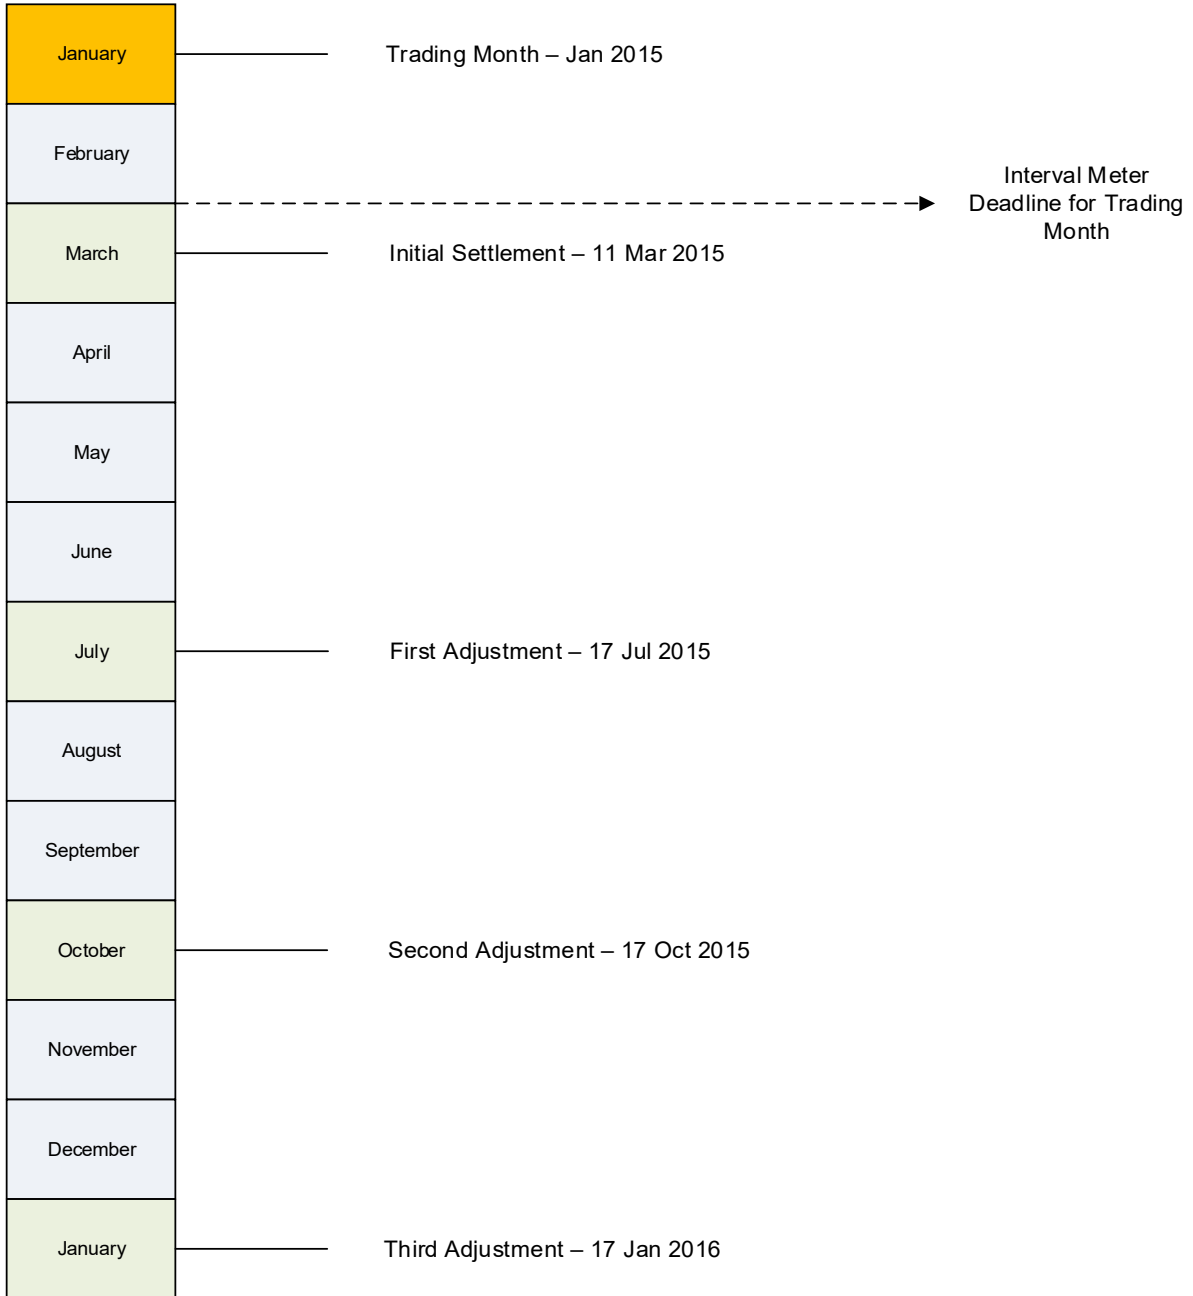 January
Trading Month – Jan 2015
February
Interval Meter
Deadline for Trading
Month
March
Initial Settlement – 11 Mar 2015
April
May
June
July
First Adjustment – 17 Jul 2015
August
September
October
Second Adjustment – 17 Oct 2015
November
December
January
Third Adjustment – 17 Jan 2016